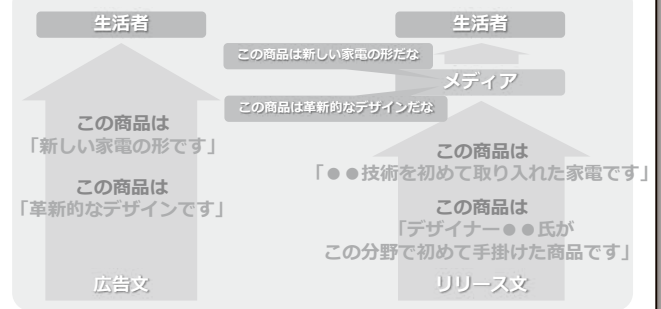 生活者
この商品は
「新しい家電の形です」
この商品は
「革新的なデザインです」
広告文
生活者
この商品は新しい家電の形だな
メディア
この商品は革新的なデザインだな
この商品は
「●●技術を初めて取り入れた家電です」
この商品は
「デザイナー●●氏が
この分野で初めて手掛けた商品です」
リリース文